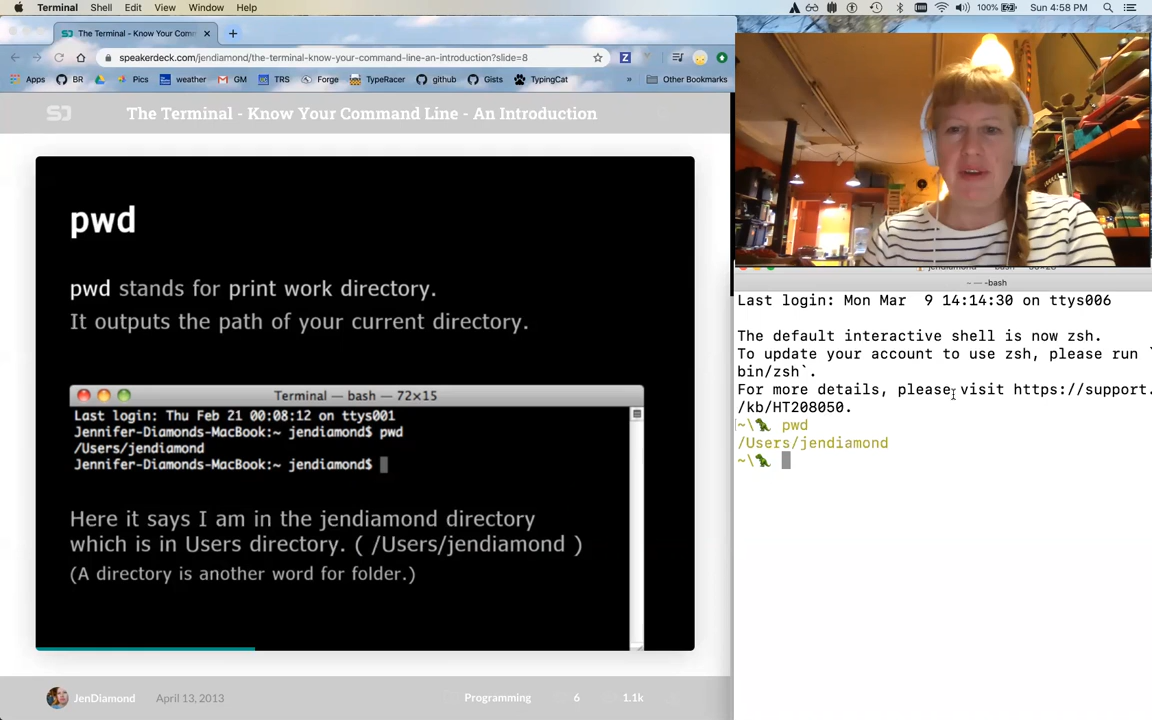 Terminal Shell Edit View Window Help
100% Sun 4:58 PM
The Terminal - Know Your Com
speakerdeck.com/jendiamond/the-terminal-know-your-command-line-an-introduction?slide=8
Apps BR Pics weather GM TRS Forge TypeRacer github Gists TypingCat » Other Bookmarks
The Terminal - Know Your Command Line - An Introduction
pwd
pwd stands for print work directory.
It outputs the path of your current directory.
Terminal — bash — 72×15
Last login: Thu Feb 21 00:08:12 on ttys001
Jennifer-Diamonds-MacBook:~ jendiamond$ pwd
/Users/jendiamond
Jennifer-Diamonds-MacBook:~ jendiamond$
Here it says I am in the jendiamond directory
which is in Users directory. ( /Users/jendiamond )
(A directory is another word for folder.)
JenDiamond April 13, 2013 Programming 6 1.1k
— -bash
Last login: Mon Mar 9 14:14:30 on ttys006
The default interactive shell is now zsh.
To update your account to use zsh, please run `
bin/zsh`.
For more details, please visit https://support.
/kb/HT208050.
~\🦖 pwd
/Users/jendiamond
~\🦖